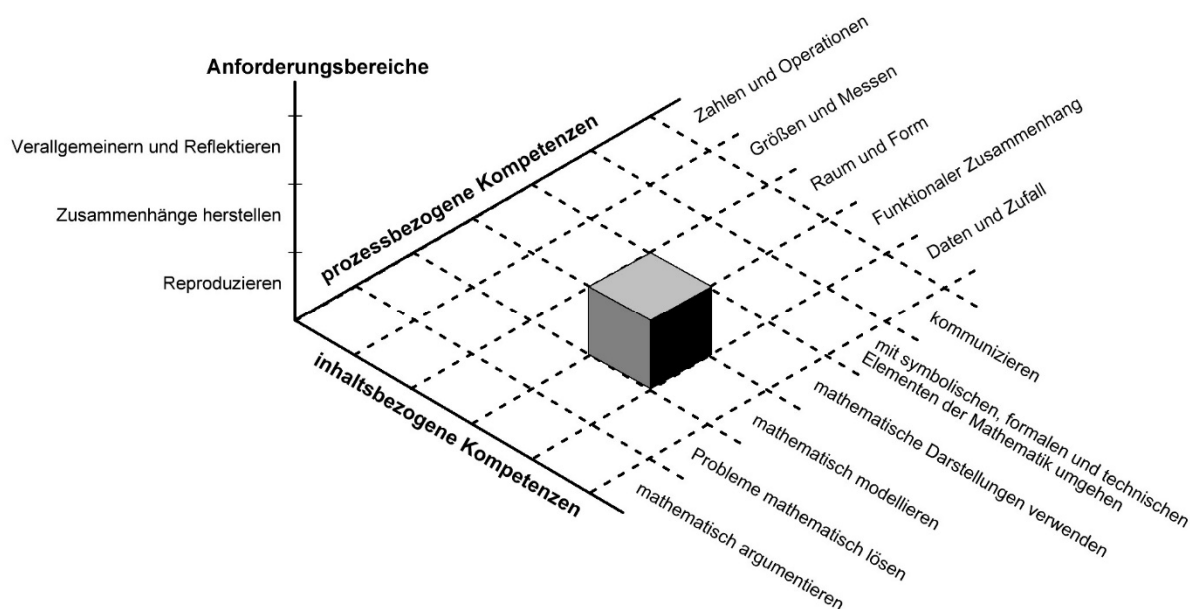 Anforderungsbereiche
Verallgemeinern und Reflektieren
Zusammenhänge herstellen
Reproduzieren
prozessbezogene Kompetenzen
inhaltsbezogene Kompetenzen
Zahlen und Operationen
Größen und Messen
Raum und Form
Funktionaler Zusammenhang
Daten und Zufall
kommunizieren
mit symbolischen, formalen und technischen
Elementen der Mathematik umgehen
mathematische Darstellungen verwenden
mathematisch modellieren
Probleme mathematisch lösen
mathematisch argumentieren